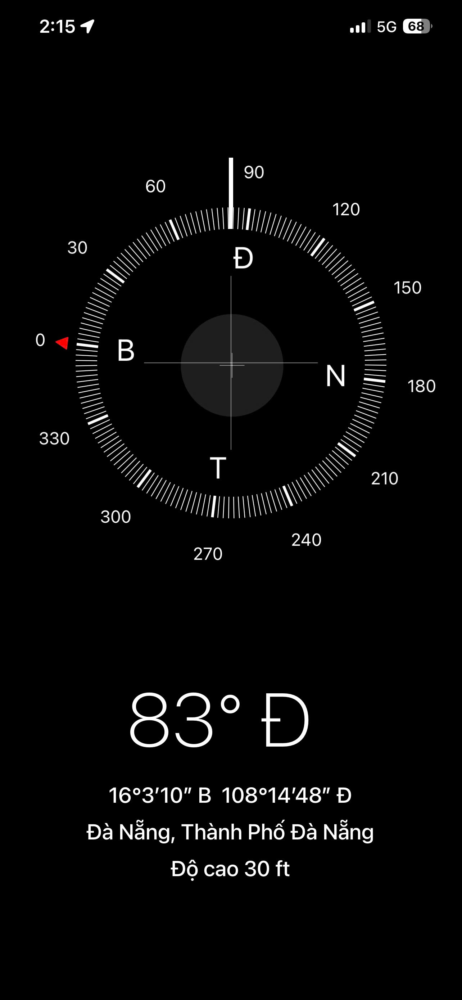 2:15 5G 68
90
60
120
30
Đ
150
0
B
N
180
330
T
210
300
240
270
83° Đ
16°3′10″ B 108°14′48″ Đ
Đà Nẵng, Thành Phố Đà Nẵng
Độ cao 30 ft